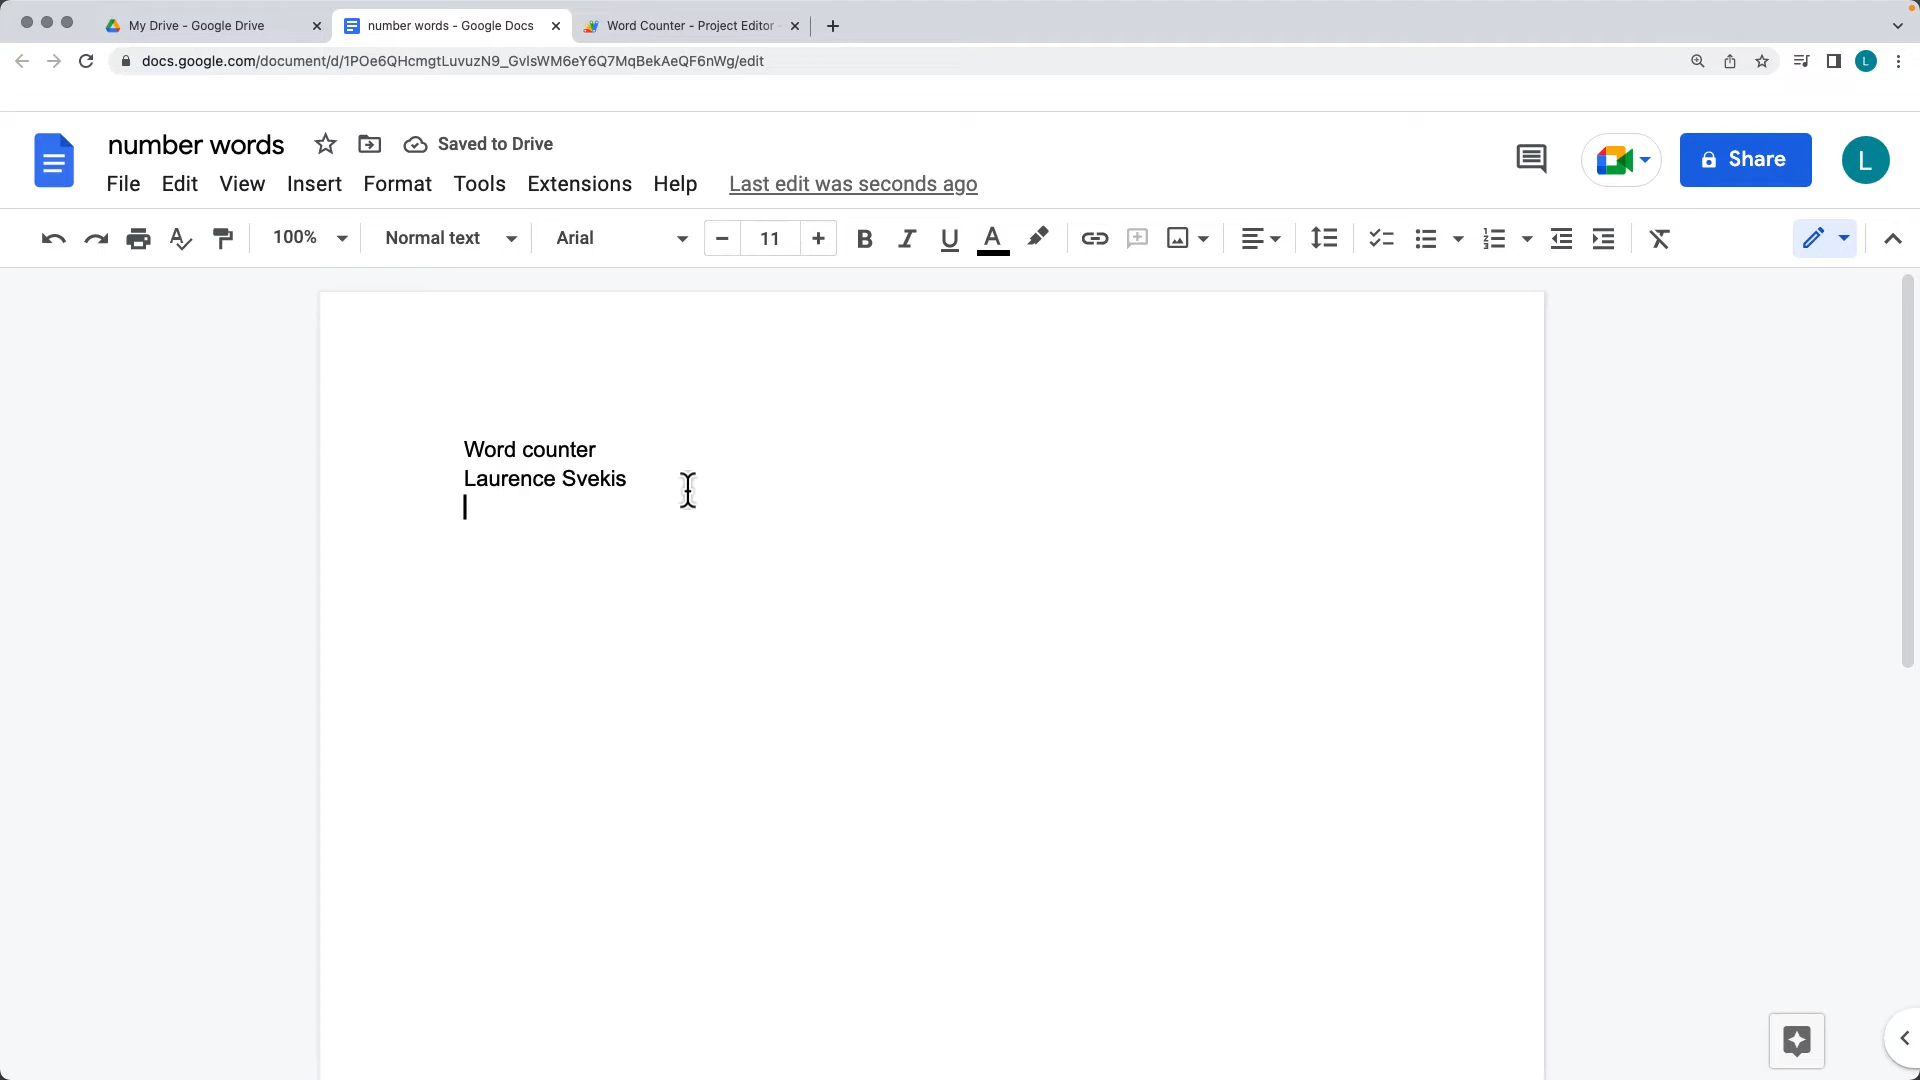 My Drive - Google Drive
number words - Google Docs
Word Counter - Project Editor
docs.google.com/document/d/1POe6QHcmgtLuvuzN9_GvIsWM6eY6Q7MqBekAeQF6nWg/edit
L
number words
Saved to Drive
Share
L
File Edit View Insert Format Tools Extensions Help Last edit was seconds ago
100% Normal text Arial 11 B I U A
Word counter
Laurence Svekis